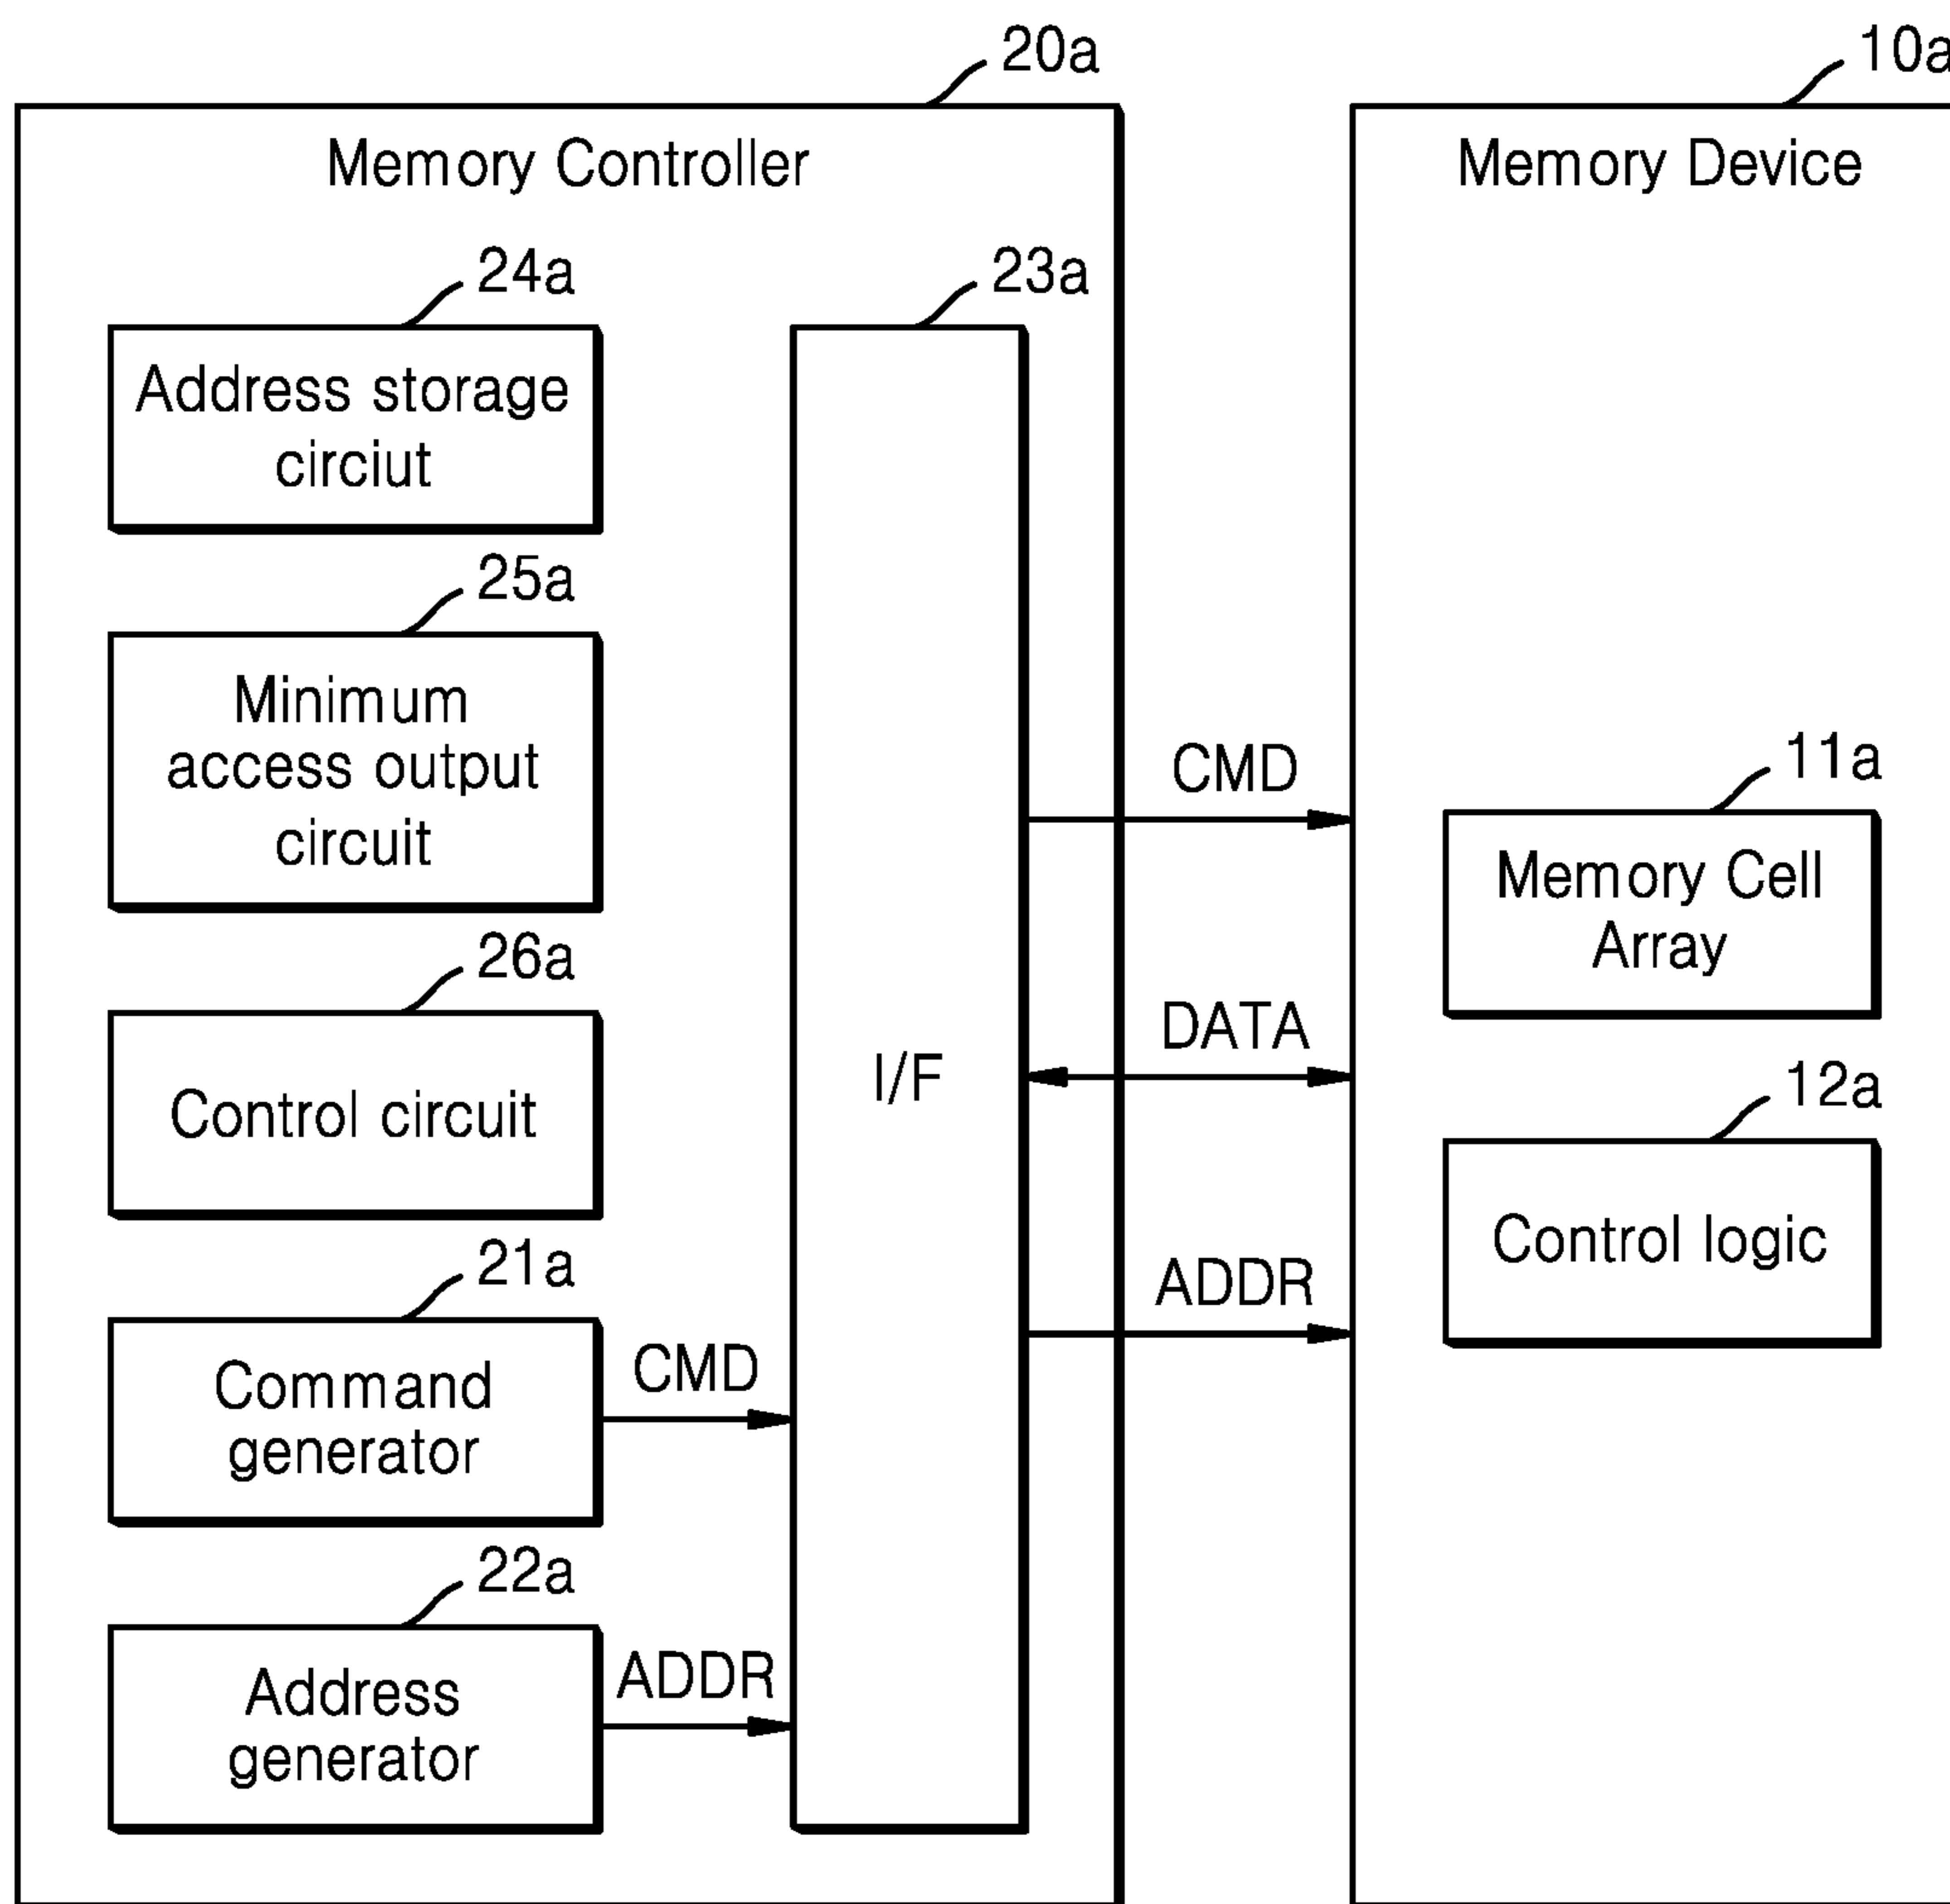 20a
10a
Memory Controller
Memory Device
24a
23a
Address storage
circiut
25a
Minimum
access output
circuit
26a
Control circuit
21a
Command
generator
CMD
22a
Address
generator
ADDR
I/F
CMD
DATA
ADDR
11a
Memory Cell
Array
12a
Control logic